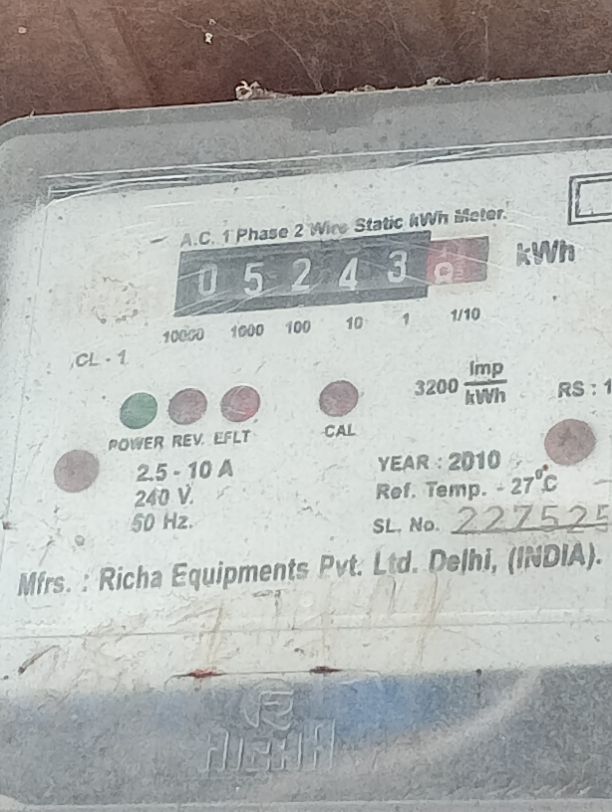 A.C. 1 Phase 2 Wire Static kWh Meter.
0 5 2 4 3 kWh
10000 1000 100 10 1 1/10
CL - 1
3200 Imp/kWh RS : 1
POWER REV. EFLT CAL
2.5 - 10 A YEAR : 2010
240 V. Ref. Temp. - 27°C
50 Hz. SL. No. 227525
Mfrs. : Richa Equipments Pvt. Ltd. Delhi, (INDIA).
RICHA